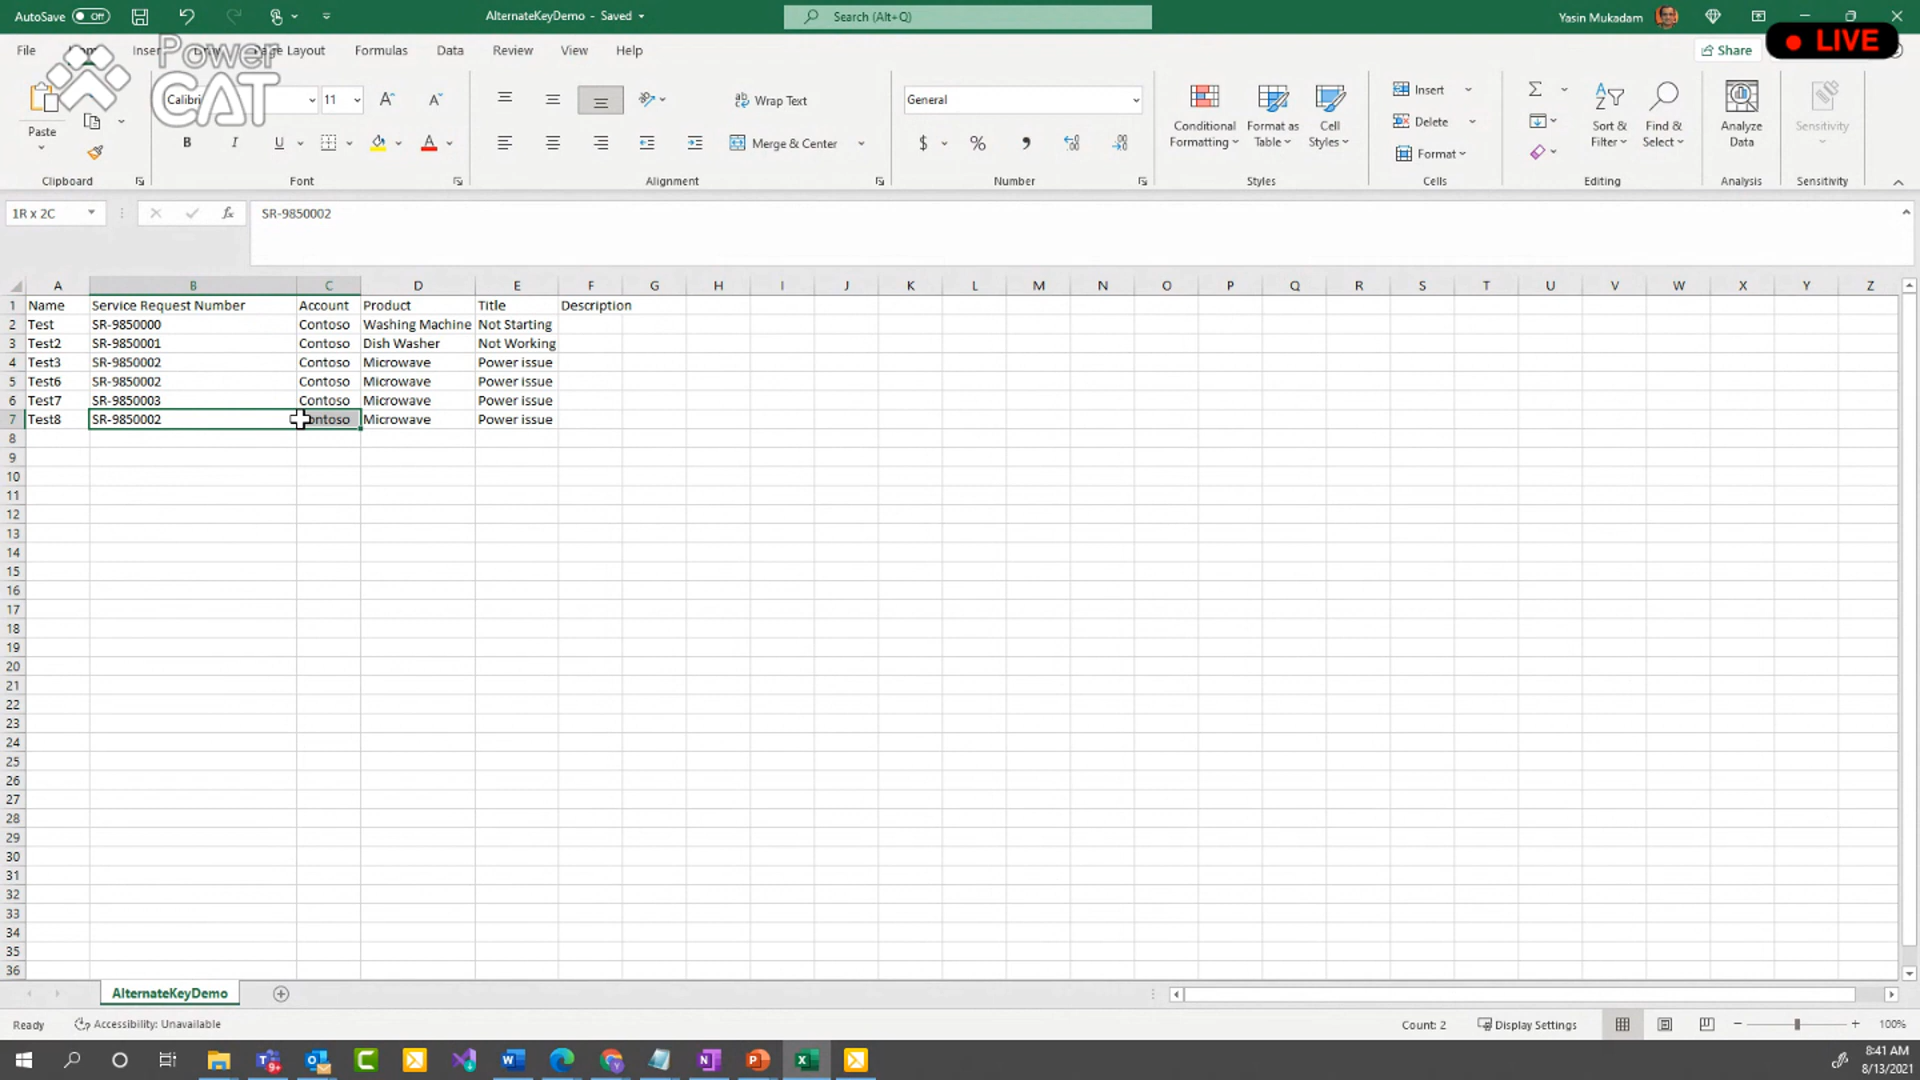 AutoSave Off AlternateKeyDemo - Saved Search (Alt+Q) Yasin Mukadam
LIVE
Power
CAT
File Insert Page Layout Formulas Data Review View Help Share
Paste
Calibri 11
Wrap Text
General
Conditional
Formatting
Format as
Table
Cell
Styles
Insert
Delete
Format
Sort &
Filter
Find &
Select
Analyze
Data
Sensitivity
B I U A Merge & Center $ % ,
Clipboard Font Alignment Number Styles Cells Editing Analysis Sensitivity
1R x 2C fx SR-9850002
A B C D E F G H I J K L M N O P Q R S T U V W X Y Z
1 Name Service Request Number Account Product Title Description
2 Test SR-9850000 Contoso Washing Machine Not Starting
3 Test2 SR-9850001 Contoso Dish Washer Not Working
4 Test3 SR-9850002 Contoso Microwave Power issue
5 Test6 SR-9850002 Contoso Microwave Power issue
6 Test7 SR-9850003 Contoso Microwave Power issue
7 Test8 SR-9850002 Contoso Microwave Power issue
8
9
10
11
12
13
14
15
16
17
18
19
20
21
22
23
24
25
26
27
28
29
30
31
32
33
34
35
36
AlternateKeyDemo
Ready Accessibility: Unavailable Count: 2 Display Settings 100%
8:41 AM
8/13/2021